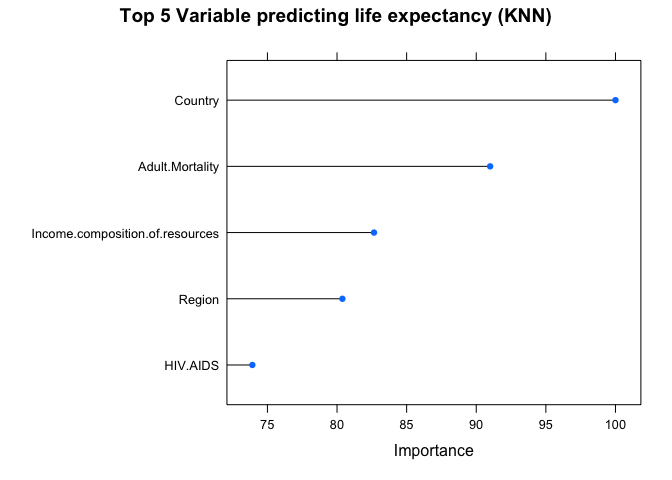 Top 5 Variable predicting life expectancy (KNN)
Country
Adult.Mortality
Income.composition.of.resources
Region
HIV.AIDS
75 80 85 90 95 100
Importance